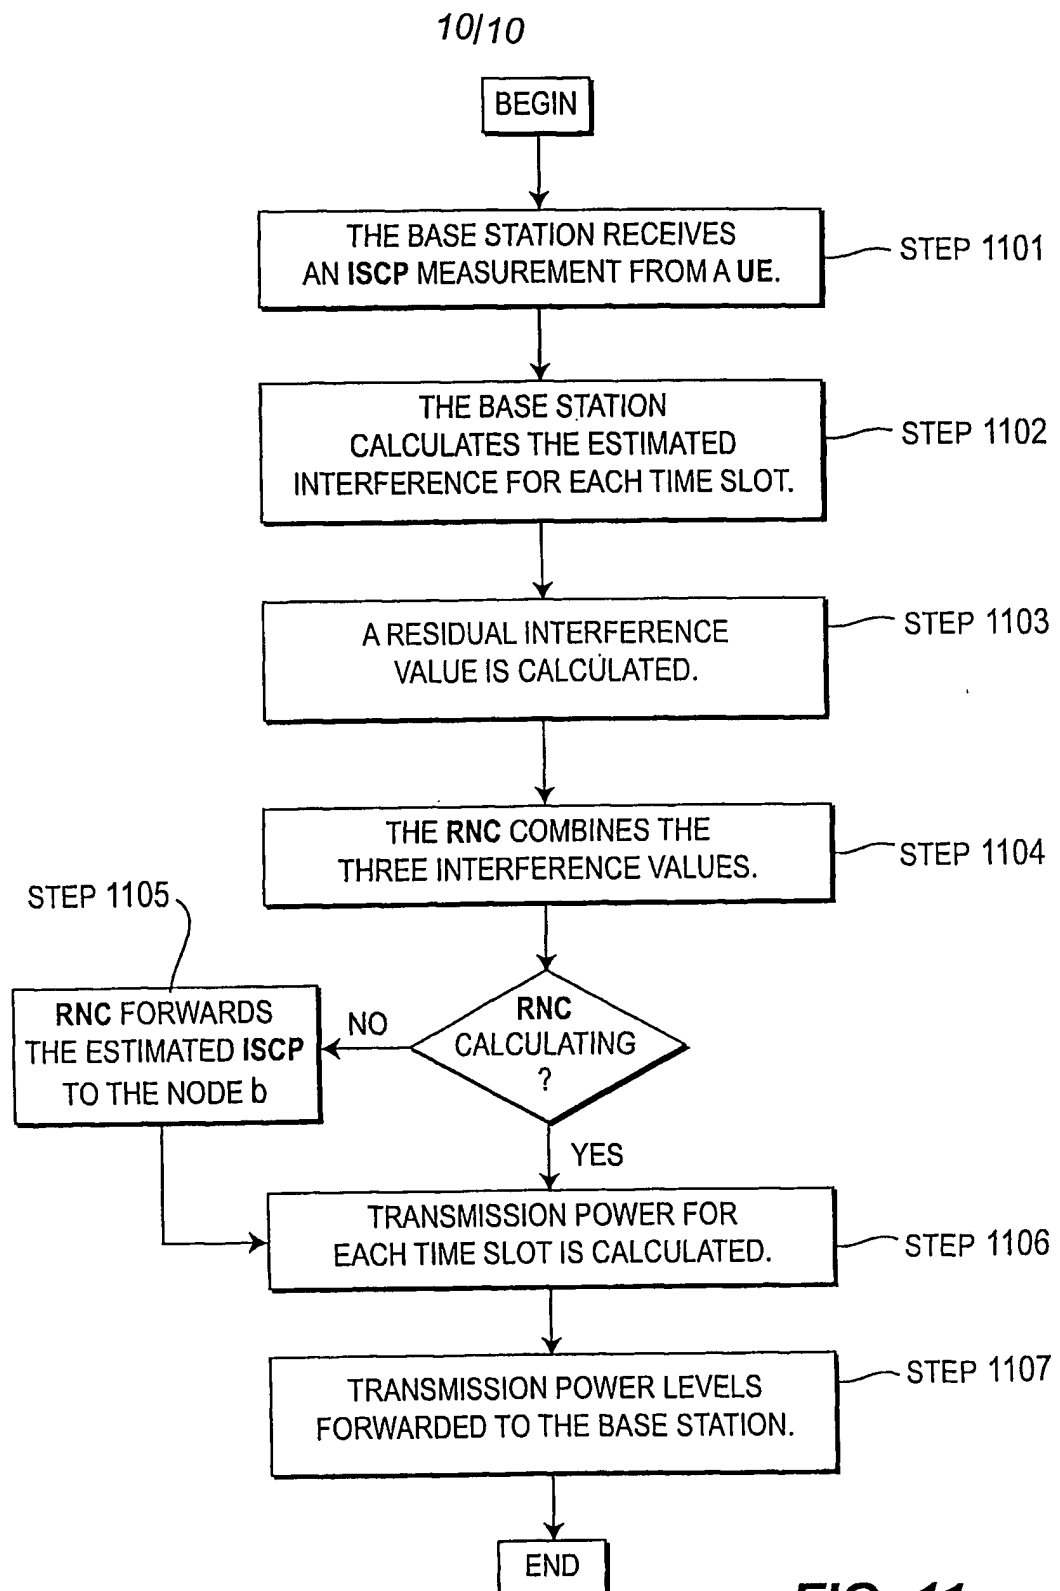 10/10
BEGIN
THE BASE STATION RECEIVES
AN ISCP MEASUREMENT FROM A UE.
STEP 1101
THE BASE STATION
CALCULATES THE ESTIMATED
INTERFERENCE FOR EACH TIME SLOT.
STEP 1102
A RESIDUAL INTERFERENCE
VALUE IS CALCULATED.
STEP 1103
THE RNC COMBINES THE
THREE INTERFERENCE VALUES.
STEP 1104
RNC
CALCULATING
?
NO
STEP 1105
RNC FORWARDS
THE ESTIMATED ISCP
TO THE NODE b
YES
TRANSMISSION POWER FOR
EACH TIME SLOT IS CALCULATED.
STEP 1106
TRANSMISSION POWER LEVELS
FORWARDED TO THE BASE STATION.
STEP 1107
END
FIG. 11